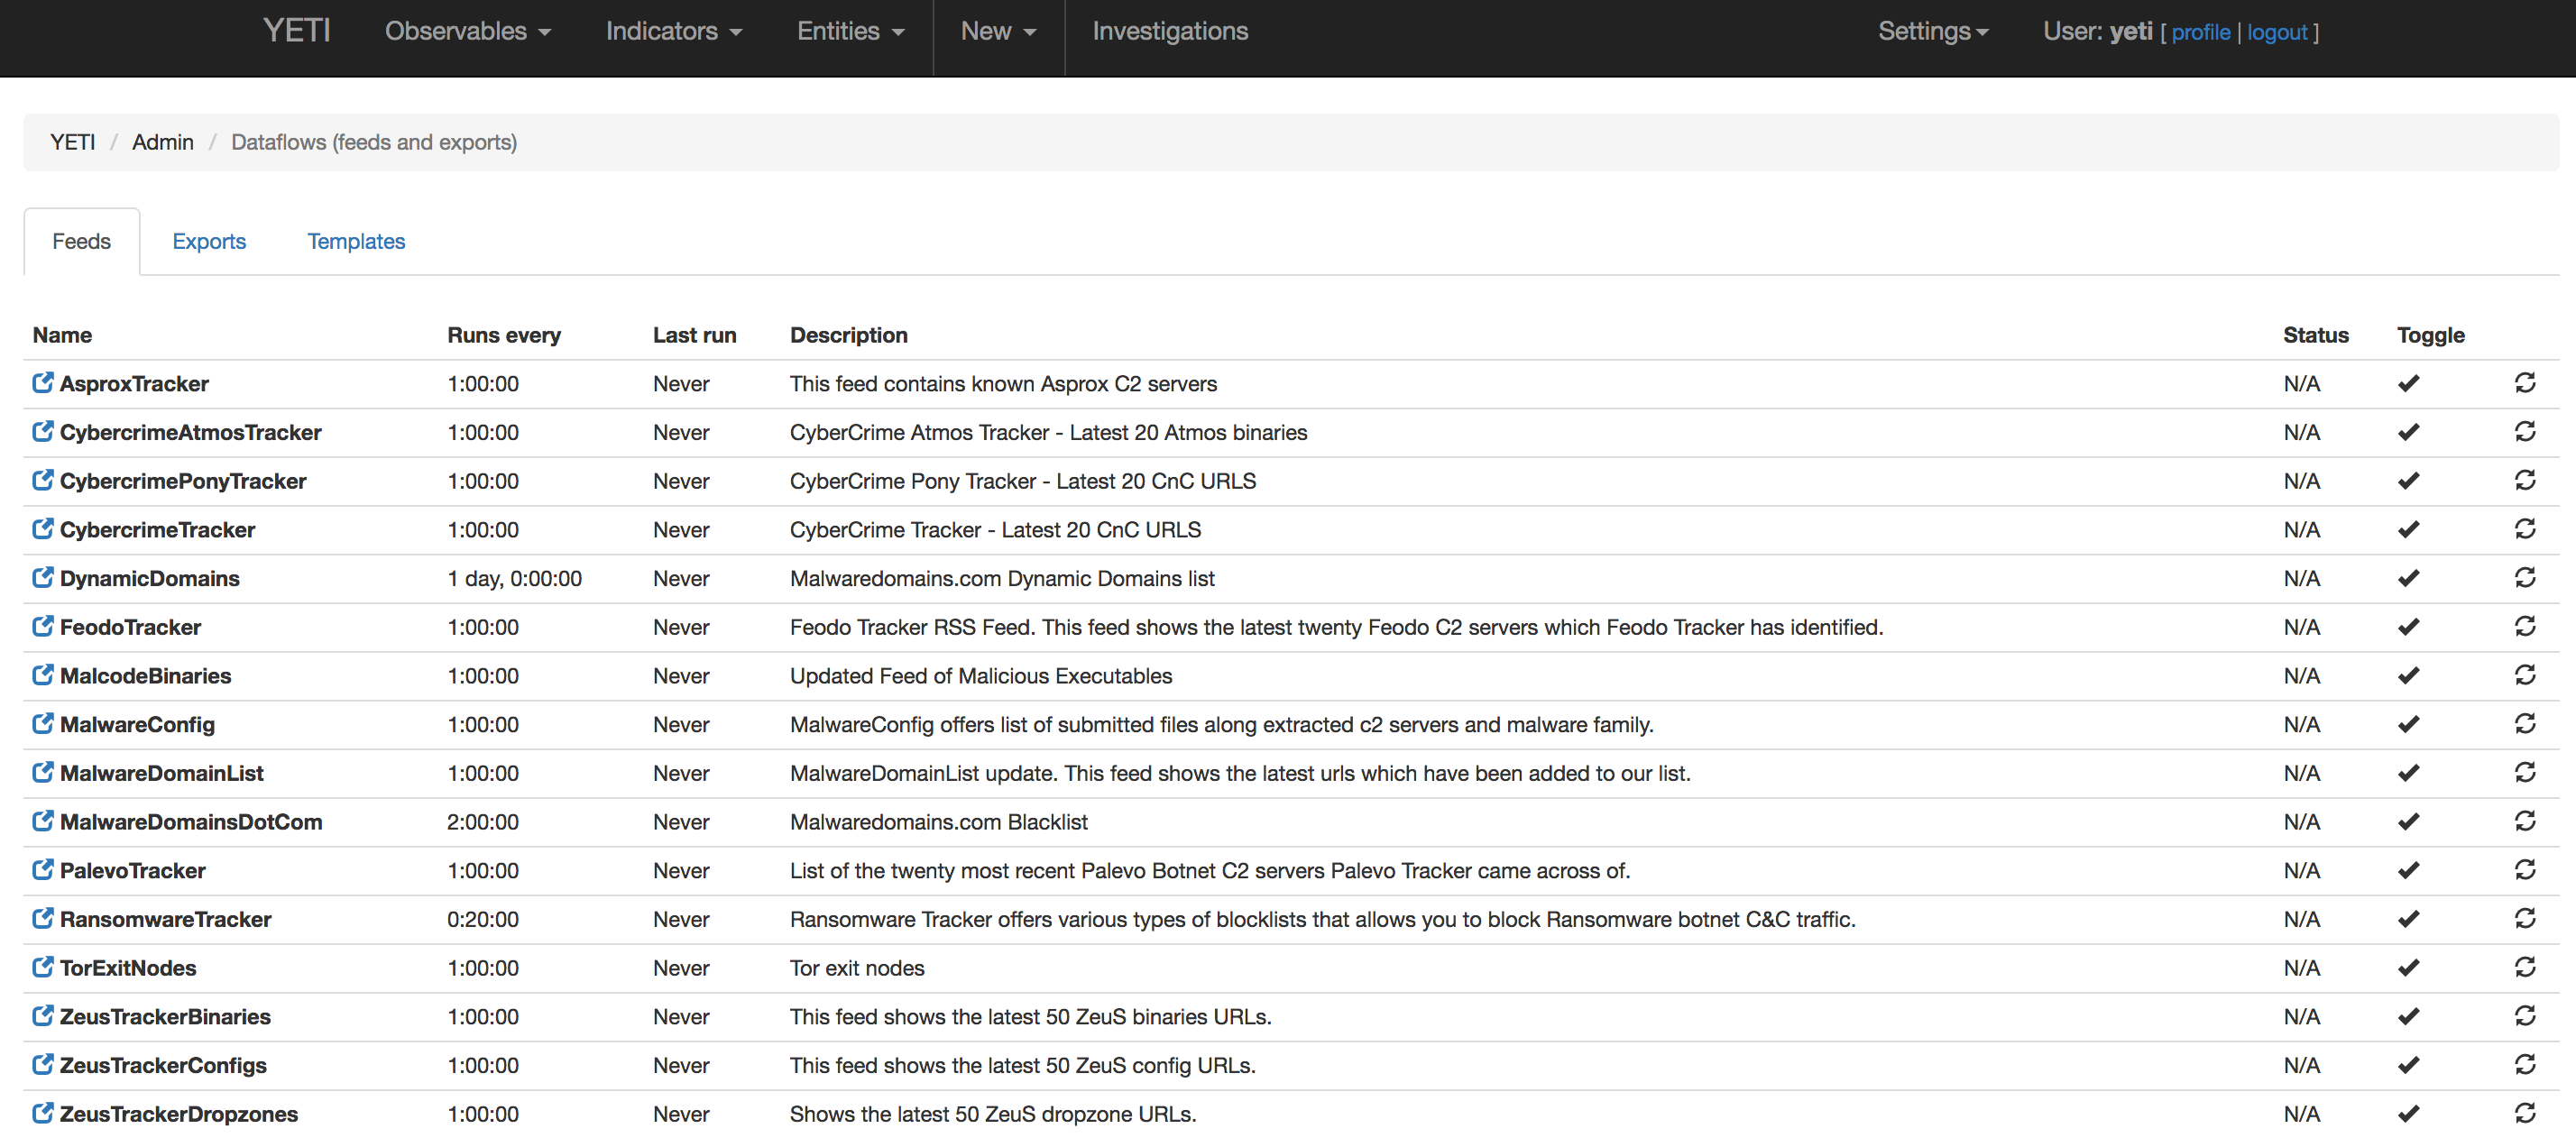 YETI Observables Indicators Entities New Investigations Settings User: yeti [ profile | logout ]
YETI / Admin / Dataflows (feeds and exports)
Feeds Exports Templates
Name Runs every Last run Description Status Toggle
AsproxTracker 1:00:00 Never This feed contains known Asprox C2 servers N/A
CybercrimeAtmosTracker 1:00:00 Never CyberCrime Atmos Tracker - Latest 20 Atmos binaries N/A
CybercrimePonyTracker 1:00:00 Never CyberCrime Pony Tracker - Latest 20 CnC URLS N/A
CybercrimeTracker 1:00:00 Never CyberCrime Tracker - Latest 20 CnC URLS N/A
DynamicDomains 1 day, 0:00:00 Never Malwaredomains.com Dynamic Domains list N/A
FeodoTracker 1:00:00 Never Feodo Tracker RSS Feed. This feed shows the latest twenty Feodo C2 servers which Feodo Tracker has identified. N/A
MalcodeBinaries 1:00:00 Never Updated Feed of Malicious Executables N/A
MalwareConfig 1:00:00 Never MalwareConfig offers list of submitted files along extracted c2 servers and malware family. N/A
MalwareDomainList 1:00:00 Never MalwareDomainList update. This feed shows the latest urls which have been added to our list. N/A
MalwareDomainsDotCom 2:00:00 Never Malwaredomains.com Blacklist N/A
PalevoTracker 1:00:00 Never List of the twenty most recent Palevo Botnet C2 servers Palevo Tracker came across of. N/A
RansomwareTracker 0:20:00 Never Ransomware Tracker offers various types of blocklists that allows you to block Ransomware botnet C&C traffic. N/A
TorExitNodes 1:00:00 Never Tor exit nodes N/A
ZeusTrackerBinaries 1:00:00 Never This feed shows the latest 50 ZeuS binaries URLs. N/A
ZeusTrackerConfigs 1:00:00 Never This feed shows the latest 50 ZeuS config URLs. N/A
ZeusTrackerDropzones 1:00:00 Never Shows the latest 50 ZeuS dropzone URLs. N/A